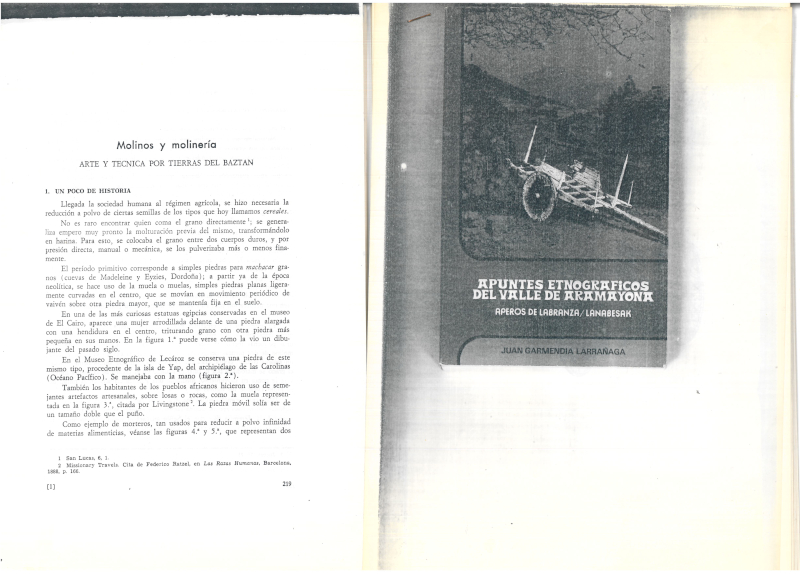 Molinos y molinería
ARTE Y TECNICA POR TIERRAS DEL BAZTAN
I. UN POCO DE HISTORIA
Llegada la sociedad humana al régimen agrícola, se hizo necesaria la
reducción a polvo de ciertas semillas de los tipos que hoy llamamos cereales.
No es raro encontrar quien coma el grano directamente 1; se genera-
liza empero muy pronto la molturación previa del mismo, transformándolo
en harina. Para esto, se colocaba el grano entre dos cuerpos duros, y por
presión directa, manual o mecánica, se los pulverizaba más o menos fina-
mente.
El período primitivo corresponde a simples piedras para machacar gra-
nos (cuevas de Madeleine y Eyzies, Dordoña); a partir ya de la época
neolítica, se hace uso de la muela o muelas, simples piedras planas ligera-
mente curvadas en el centro, que se movían en movimiento periódico de
vaivén sobre otra piedra mayor, que se mantenía fija en el suelo.
En una de las más curiosas estatuas egipcias conservadas en el museo
de El Cairo, aparece una mujer arrodillada delante de una piedra alargada
con una hendidura en el centro, triturando grano con otra piedra más
pequeña en sus manos. En la figura 1.ª puede verse cómo la vio un dibu-
jante del pasado siglo.
En el Museo Etnográfico de Lecároz se conserva una piedra de este
mismo tipo, procedente de la isla de Yap, del archipiélago de las Carolinas
(Océano Pacífico). Se manejaba con la mano (figura 2.ª).
También los habitantes de los pueblos africanos hicieron uso de seme-
jantes artefactos artesanales, sobre losas o rocas, como la muela represen-
tada en la figura 3.ª, citada por Livingstone 2. La piedra móvil solía ser de
un tamaño doble que el puño.
Como ejemplo de morteros, tan usados para reducir a polvo infinidad
de materias alimenticias, véanse las figuras 4.ª y 5.ª, que representan dos
1 San Lucas, 6, 1.
2 Missionary Travels. Cita de Federico Ratzel en Las Razas Humanas, Barcelona,
1888, p. 166.
[1]
219
APUNTES ETNOGRAFICOS
DEL VALLE DE ARAMAYONA
APEROS DE LABRANZA/LANABESAK
JUAN GARMENDIA LARRAÑAGA